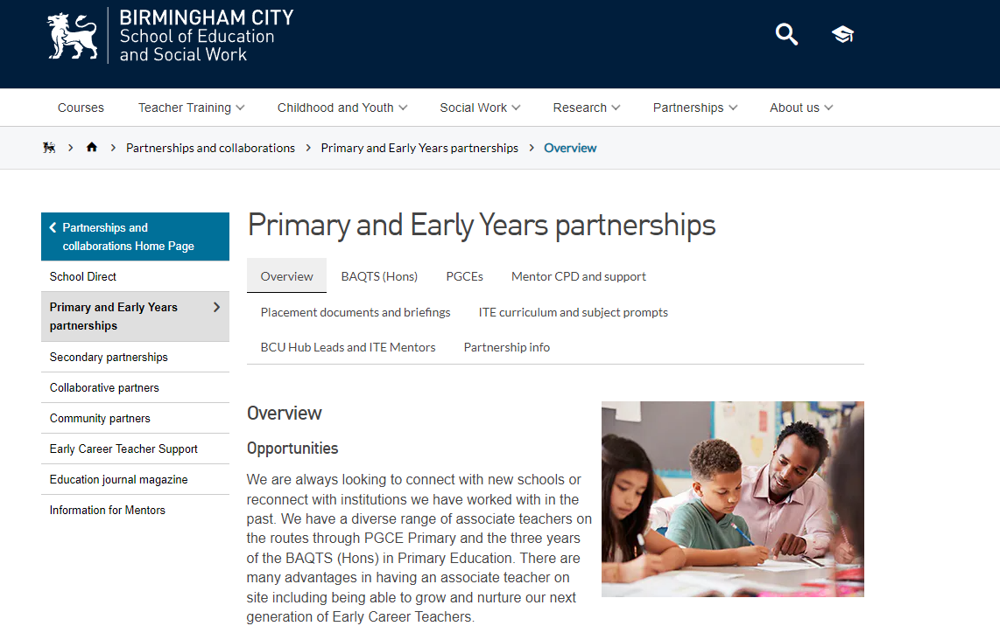 BIRMINGHAM CITY
School of Education
and Social Work
Courses
Teacher Training
Childhood and Youth
Social Work
Research
Partnerships
About us
Partnerships and collaborations
Primary and Early Years partnerships
Overview
Partnerships and
collaborations Home Page
School Direct
Primary and Early Years
partnerships
Secondary partnerships
Collaborative partners
Community partners
Early Career Teacher Support
Education journal magazine
Information for Mentors
Primary and Early Years partnerships
Overview
BAQTS (Hons)
PGCEs
Mentor CPD and support
Placement documents and briefings
ITE curriculum and subject prompts
BCU Hub Leads and ITE Mentors
Partnership info
Overview
Opportunities
We are always looking to connect with new schools or
reconnect with institutions we have worked with in the
past. We have a diverse range of associate teachers on
the routes through PGCE Primary and the three years
of the BAQTS (Hons) in Primary Education. There are
many advantages in having an associate teacher on
site including being able to grow and nurture our next
generation of Early Career Teachers.